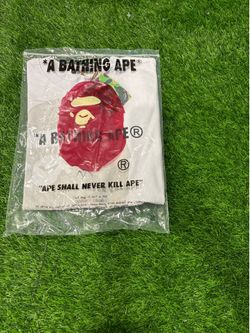 *A BATHING APE®
*A BATHING APE®
®
"APE SHALL NEVER KILL APE"